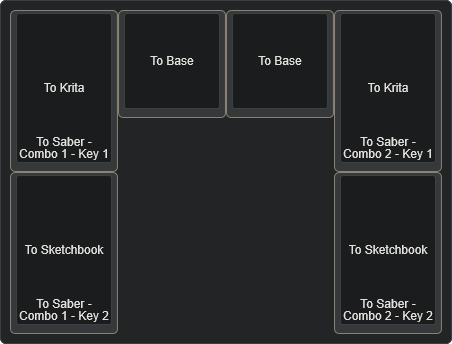 To Krita
To Saber -
Combo 1 - Key 1
To Base
To Base
To Krita
To Saber -
Combo 2 - Key 1
To Sketchbook
To Saber -
Combo 1 - Key 2
To Sketchbook
To Saber -
Combo 2 - Key 2